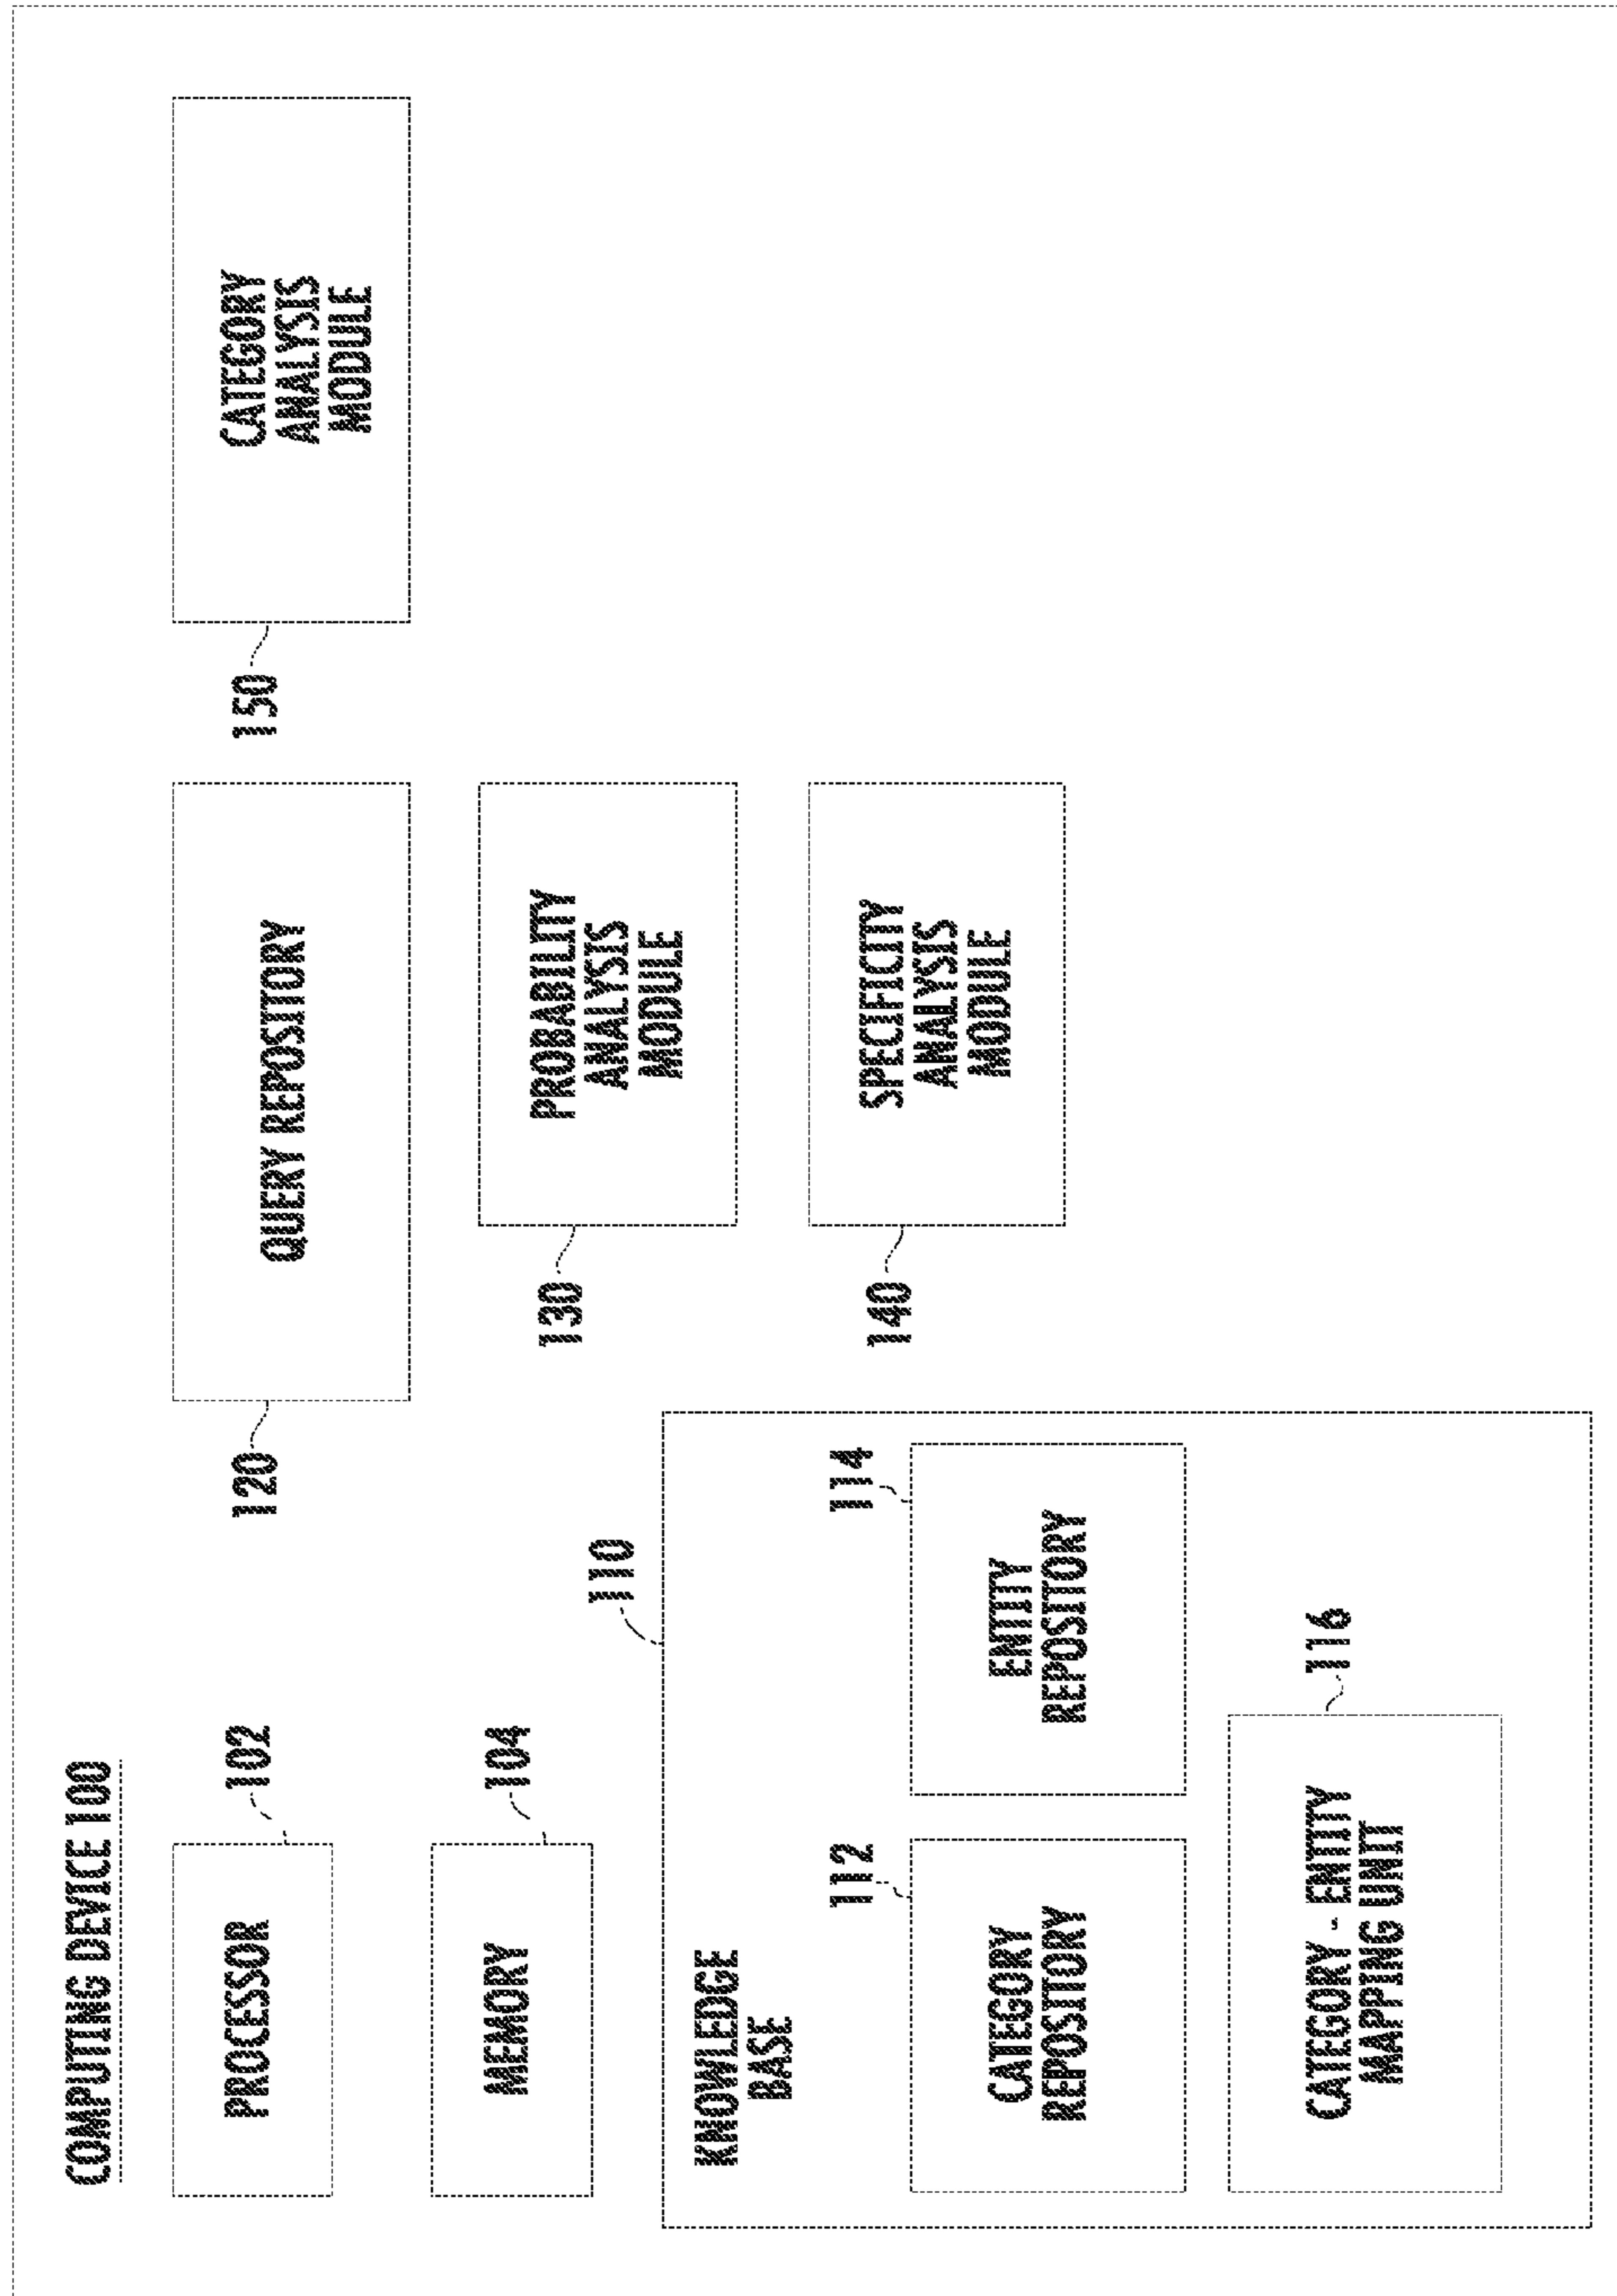 COMPUTING DEVICE 100
PROCESSOR
102
MEMORY
104
110
KNOWLEDGE
BASE
112
CATEGORY
REPOSITORY
114
ENTITY
REPOSITORY
116
CATEGORY - ENTITY
MAPPING UNIT
120
QUERY REPOSITORY
130
PROBABILITY
ANALYSIS
MODULE
140
SPECIFICITY
ANALYSIS
MODULE
150
CATEGORY
ANALYSIS
MODULE